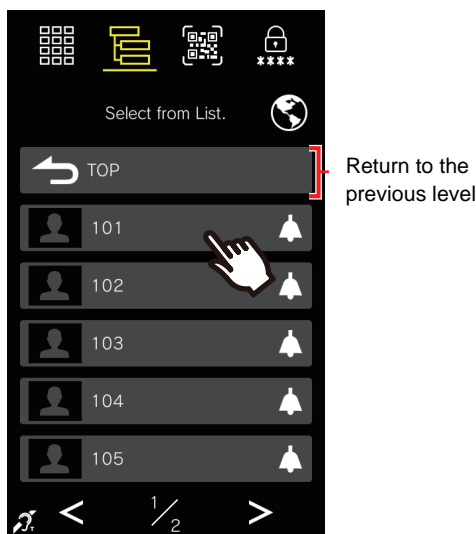 ****
Select from List.
TOP
Return to the
previous level
101
102
103
104
105
< 1/2 >
T